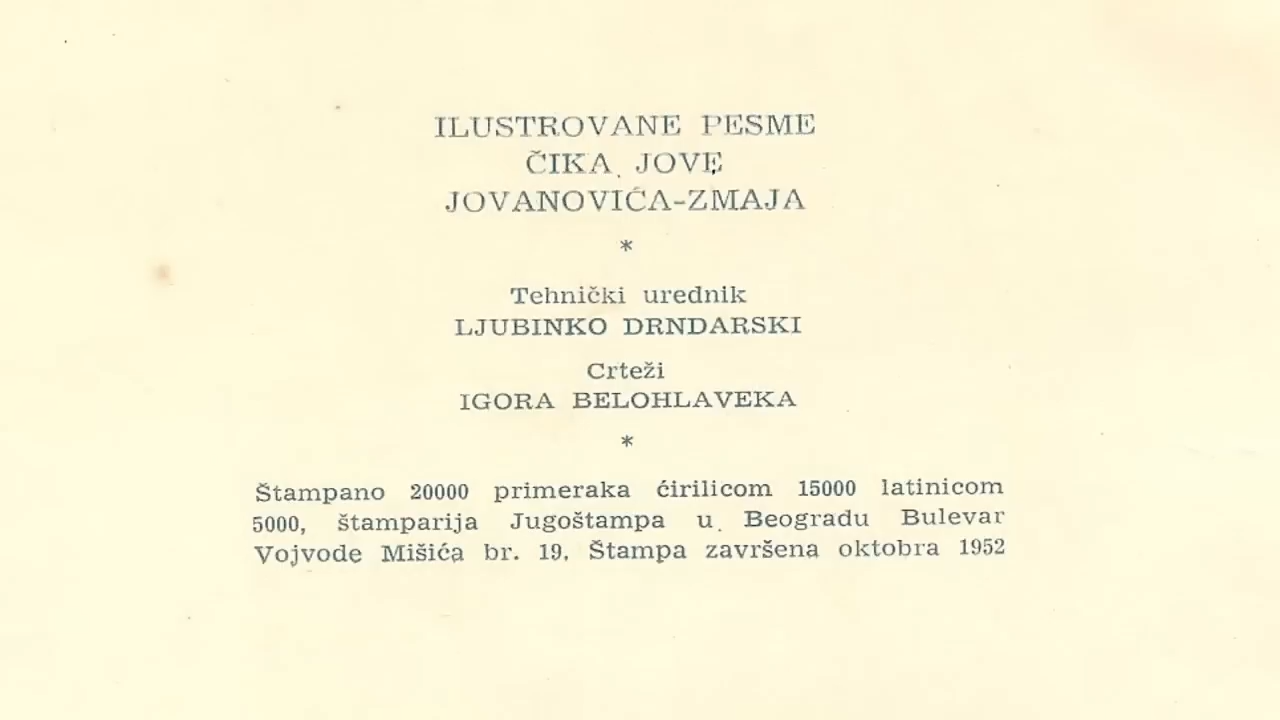 ILUSTROVANE PESME
ČIKA JOVE
JOVANOVIĆA-ZMAJA
*
Tehnički urednik
LJUBINKO DRNDARSKI
Crteži
IGORA BELOHLAVEKA
*
Štampano 20000 primeraka ćirilicom 15000 latinicom
5000, štamparija Jugoštampa u Beogradu Bulevar
Vojvode Mišića br. 19, Štampa završena oktobra 1952